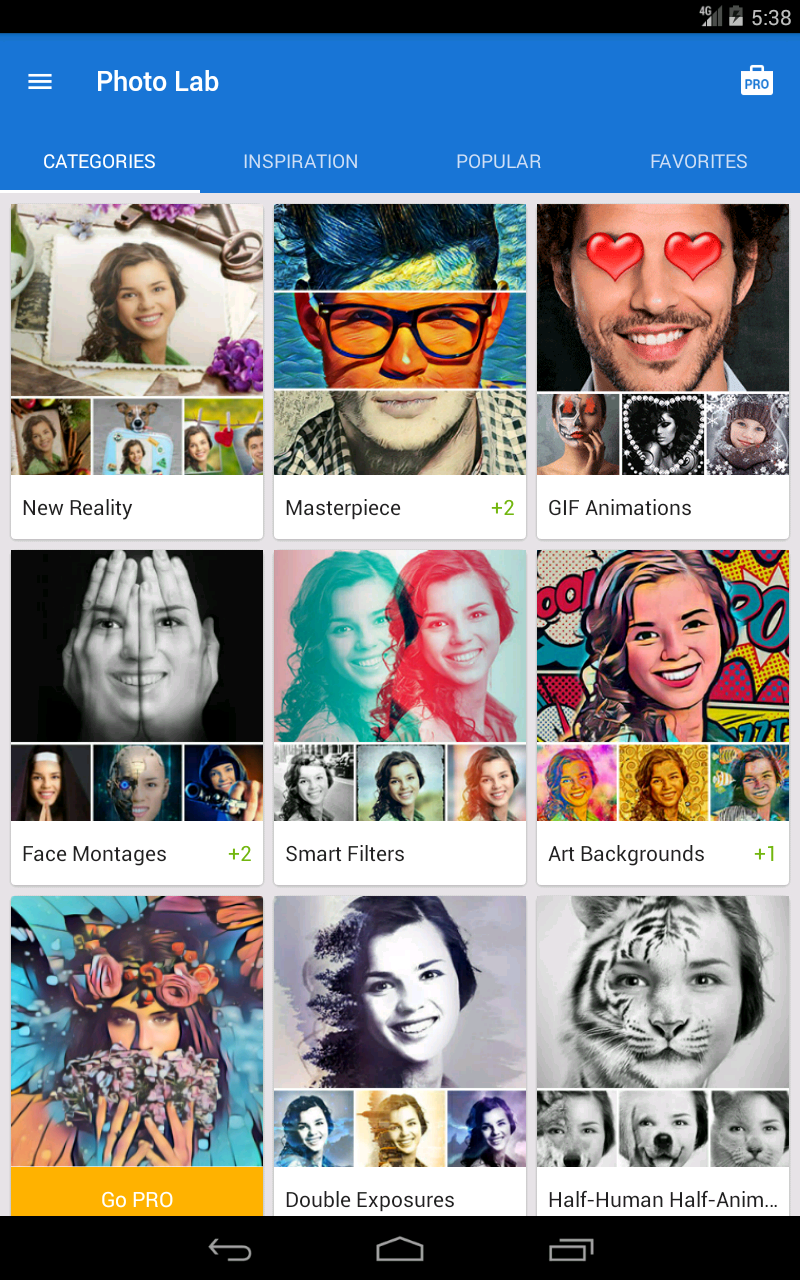 4G 5:38
Photo Lab PRO
CATEGORIES INSPIRATION POPULAR FAVORITES
New Reality Masterpiece +2 GIF Animations
Face Montages +2 Smart Filters Art Backgrounds +1
Go PRO Double Exposures Half-Human Half-Anim...